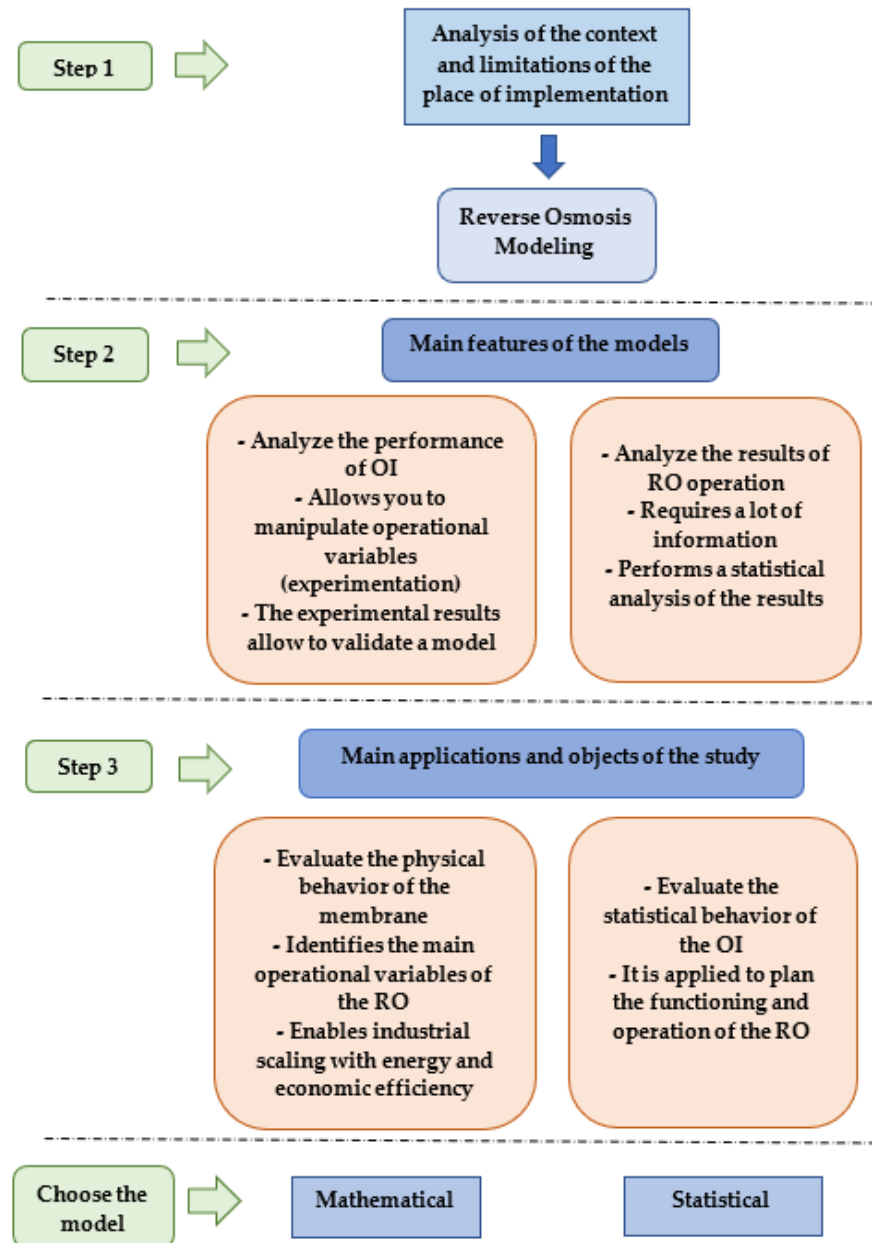 Step 1
Analysis of the context
and limitations of the
place of implementation
Reverse Osmosis
Modeling
Step 2
Main features of the models
- Analyze the performance
of OI
- Allows you to
manipulate operational
variables
(experimentation)
- The experimental results
allow to validate a model
- Analyze the results of
RO operation
- Requires a lot of
information
- Performs a statistical
analysis of the results
Step 3
Main applications and objects of the study
- Evaluate the physical
behavior of the
membrane
- Identifies the main
operational variables of
the RO
- Enables industrial
scaling with energy and
economic efficiency
- Evaluate the
statistical behavior of
the OI
- It is applied to plan
the functioning and
operation of the RO
Choose the
model
Mathematical
Statistical